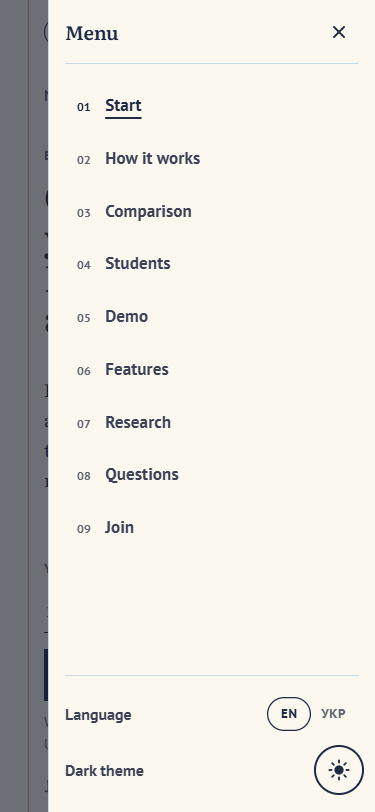 Menu
01 Start
02 How it works
03 Comparison
04 Students
05 Demo
06 Features
07 Research
08 Questions
09 Join
Language EN УКР
Dark theme